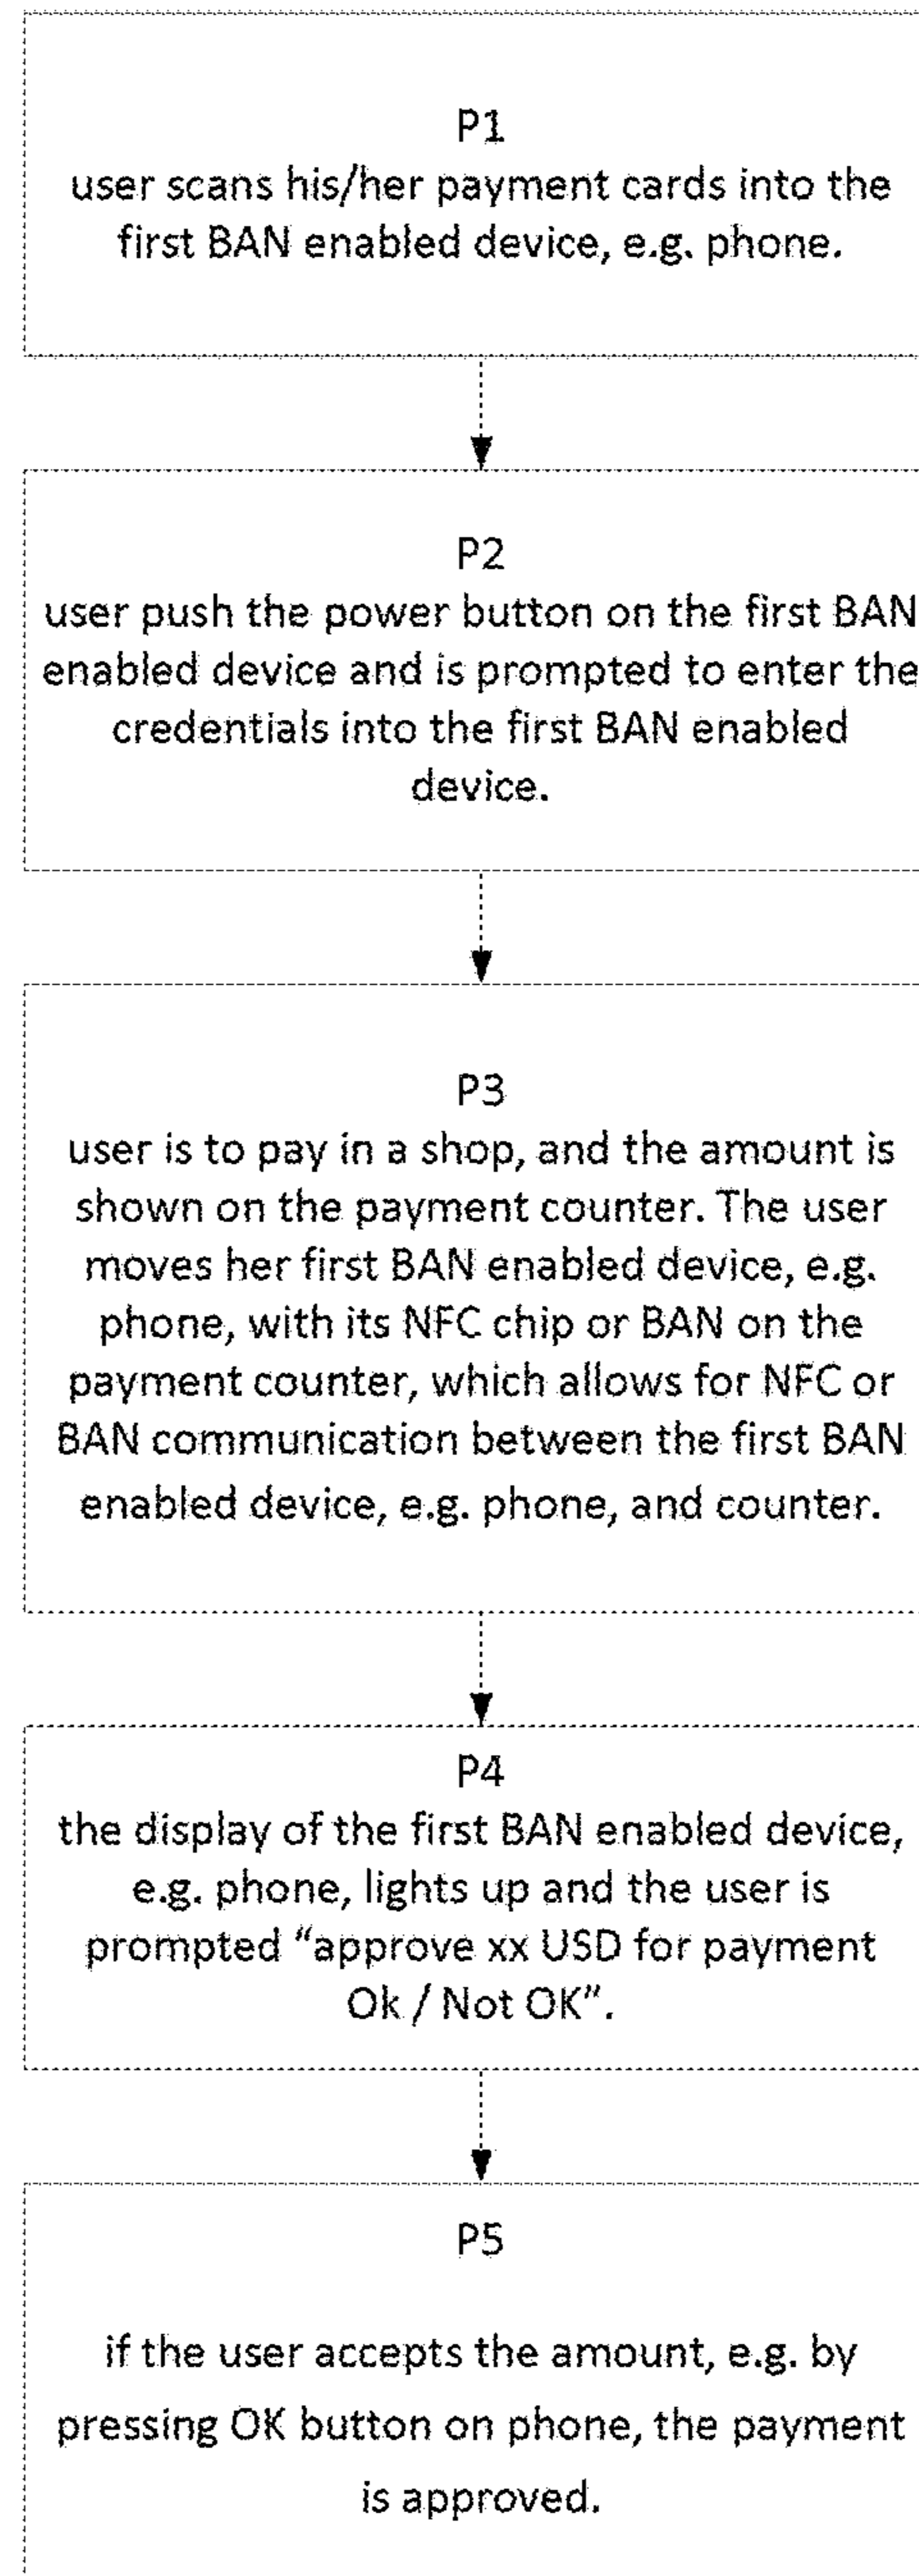 P1
user scans his/her payment cards into the
first BAN enabled device, e.g. phone.
P2
user push the power button on the first BAN
enabled device and is prompted to enter the
credentials into the first BAN enabled
device.
P3
user is to pay in a shop, and the amount is
shown on the payment counter. The user
moves her first BAN enabled device, e.g.
phone, with its NFC chip or BAN on the
payment counter, which allows for NFC or
BAN communication between the first BAN
enabled device, e.g. phone, and counter.
P4
the display of the first BAN enabled device,
e.g. phone, lights up and the user is
prompted “approve xx USD for payment
Ok / Not OK”.
P5
if the user accepts the amount, e.g. by
pressing OK button on phone, the payment
is approved.